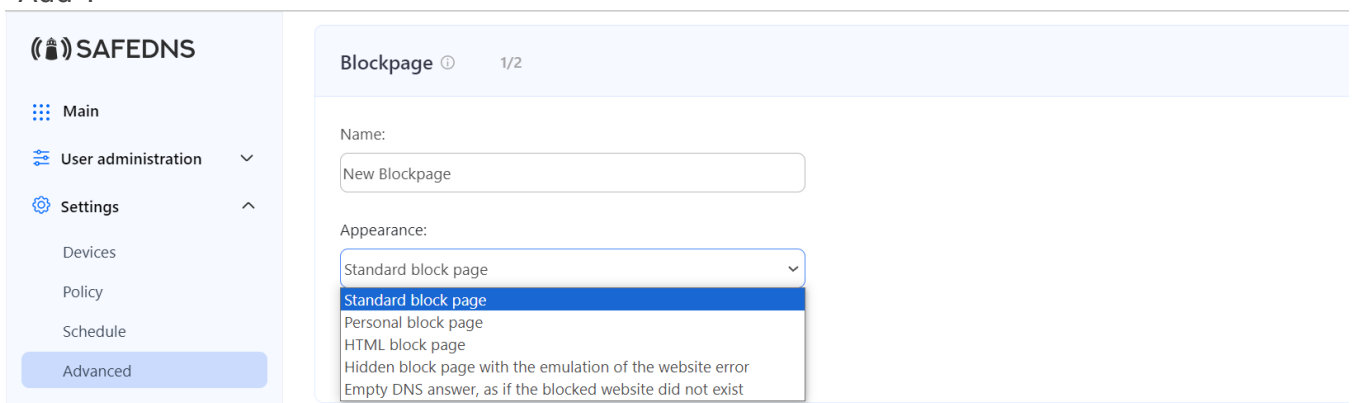 SAFEDNS
Main
User administration
Settings
Devices
Policy
Schedule
Advanced
Blockpage 1/2
Name:
New Blockpage
Appearance:
Standard block page
Standard block page
Personal block page
HTML block page
Hidden block page with the emulation of the website error
Empty DNS answer, as if the blocked website did not exist